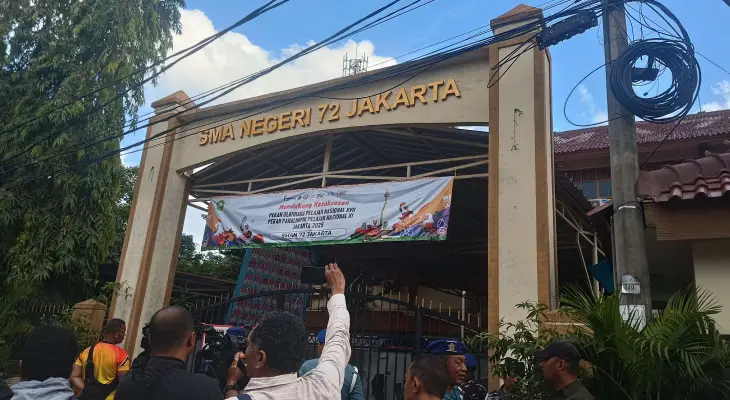 SMA NEGERI 72 JAKARTA
Mendukung Kesuksesan
PEKAN OLAHRAGA PELAJAR NASIONAL XVII
PEKAN PARALIMPIK PELAJAR NASIONAL XI
JAKARTA 2025
SMAN 72 JAKARTA